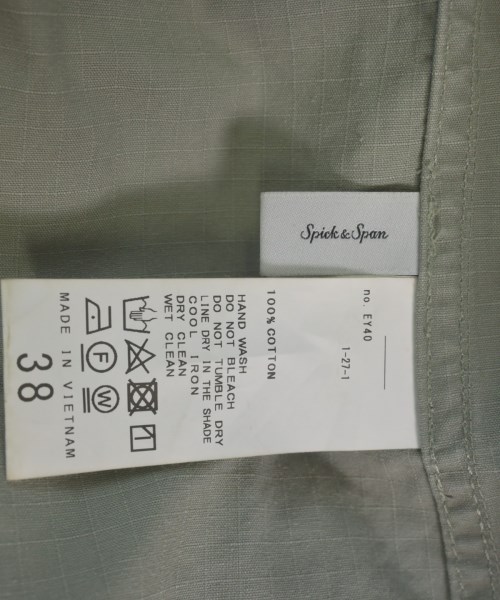 Spick & Span
no. EY40
1-27-1
100% COTTON
HAND WASH
DO NOT BLEACH
DO NOT TUMBLE DRY
LINE DRY IN THE SHADE
COOL IRON
DRY CLEAN
WET CLEAN
F W
MADE IN VIETNAM
38